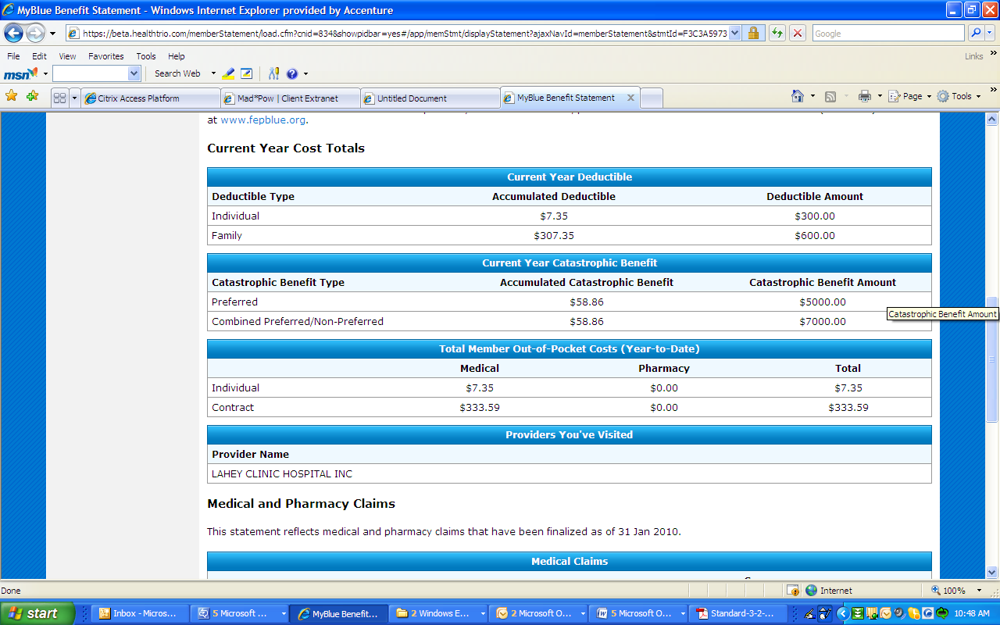 MyBlue Benefit Statement - Windows Internet Explorer provided by Accenture
https://beta.healthtrio.com/memberStatement/load.cfm?cnid=834&showpidbar=yes#/app/memStmt/displayStatement?ajaxNavId=memberStatement&stmtId=F3C3A5973
Google
File Edit View Favorites Tools Help
Links »
msn Search Web
Citrix Access Platform
Mad*Pow | Client Extranet
Untitled Document
MyBlue Benefit Statement X
Page Tools »
at www.fepblue.org.
Current Year Cost Totals
Current Year Deductible
Deductible Type Accumulated Deductible Deductible Amount
Individual $7.35 $300.00
Family $307.35 $600.00
Current Year Catastrophic Benefit
Catastrophic Benefit Type Accumulated Catastrophic Benefit Catastrophic Benefit Amount
Preferred $58.86 $5000.00
Catastrophic Benefit Amount
Combined Preferred/Non-Preferred $58.86 $7000.00
Total Member Out-of-Pocket Costs (Year-to-Date)
Medical Pharmacy Total
Individual $7.35 $0.00 $7.35
Contract $333.59 $0.00 $333.59
Providers You've Visited
Provider Name
LAHEY CLINIC HOSPITAL INC
Medical and Pharmacy Claims
This statement reflects medical and pharmacy claims that have been finalized as of 31 Jan 2010.
Medical Claims
Done Internet 100%
start Inbox - Micros... 5 Microsoft ... MyBlue Benefit... 2 Windows E... 2 Microsoft O... 5 Microsoft O... Standard-3-2-... 10:48 AM